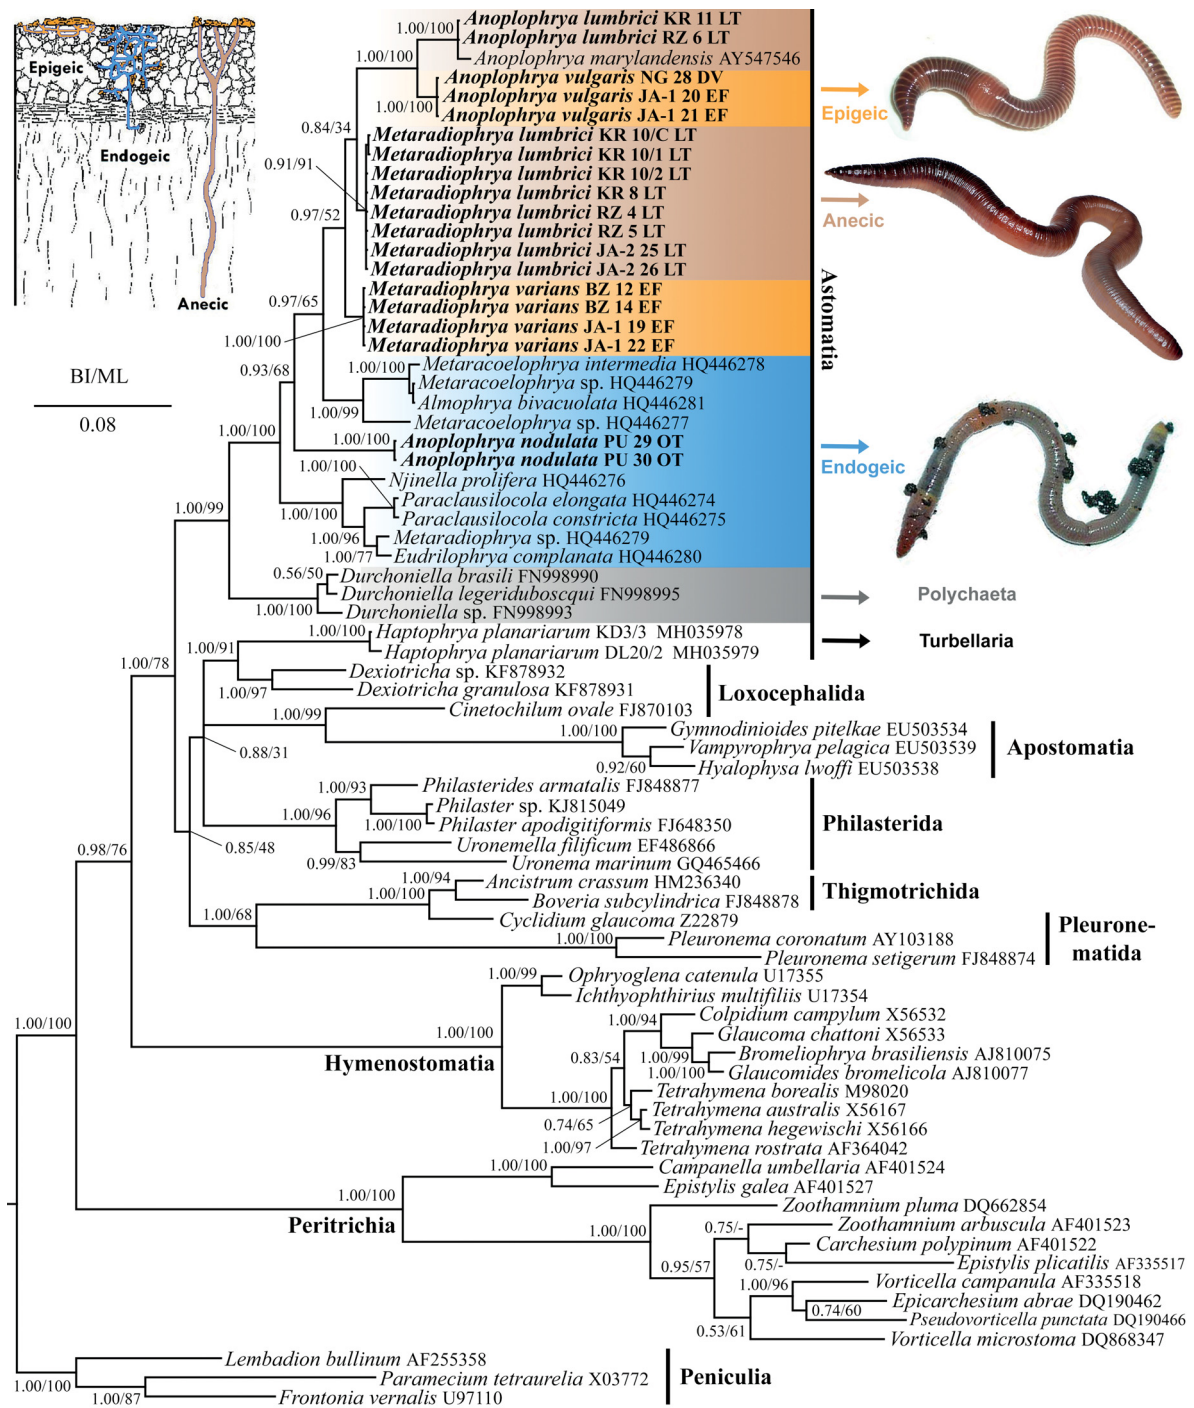 Epigeic
Endogeic
Anecic
BI/ML
0.08
Anoplophrya lumbrici KR 11 LT
Anoplophrya lumbrici RZ 6 LT
Anoplophrya marylandensis AY547546
Anoplophrya vulgaris NG 28 DV
Anoplophrya vulgaris JA-1 20 EF
Anoplophrya vulgaris JA-1 21 EF
Metaradiophrya lumbrici KR 10/C LT
Metaradiophrya lumbrici KR 10/1 LT
Metaradiophrya lumbrici KR 10/2 LT
Metaradiophrya lumbrici KR 8 LT
Metaradiophrya lumbrici RZ 4 LT
Metaradiophrya lumbrici RZ 5 LT
Metaradiophrya lumbrici JA-2 25 LT
Metaradiophrya lumbrici JA-2 26 LT
Metaradiophrya varians BZ 12 EF
Metaradiophrya varians BZ 14 EF
Metaradiophrya varians JA-1 19 EF
Metaradiophrya varians JA-1 22 EF
Metaracoelophrya intermedia HQ446278
Metaracoelophrya sp. HQ446279
Almophrya bivacuolata HQ446281
Metaracoelophrya sp. HQ446277
Anoplophrya nodulata PU 29 OT
Anoplophrya nodulata PU 30 OT
Njinella prolifera HQ446276
Paraclausilocola elongata HQ446274
Paraclausilocola constricta HQ446275
Metaradiophrya sp. HQ446279
Eudrilophrya complanata HQ446280
Durchoniella brasili FN998990
Durchoniella legeriduboscqui FN998995
Durchoniella sp. FN998993
Haptophrya planariarum KD3/3 MH035978
Haptophrya planariarum DL20/2 MH035979
Dexiotricha sp. KF878932
Dexiotricha granulosa KF878931
Cinetochilum ovale FJ870103
Gymnodinioides pitelkae EU503534
Vampyrophrya pelagica EU503539
Hyalophysa lwoffi EU503538
Philasterides armatalis FJ848877
Philaster sp. KJ815049
Philaster apodigitiformis FJ648350
Uronemella filificum EF486866
Uronema marinum GQ465466
Ancistrum crassum HM236340
Boveria subcylindrica FJ848878
Cyclidium glaucoma Z22879
Pleuronema coronatum AY103188
Pleuronema setigerum FJ848874
Ophryoglena catenula U17355
Ichthyophthirius multifiliis U17354
Colpidium campylum X56532
Glaucoma chattoni X56533
Bromeliophrya brasiliensis AJ810075
Glaucomides bromelicola AJ810077
Tetrahymena borealis M98020
Tetrahymena australis X56167
Tetrahymena hegewischi X56166
Tetrahymena rostrata AF364042
Campanella umbellaria AF401524
Epistylis galea AF401527
Zoothamnium pluma DQ662854
Zoothamnium arbuscula AF401523
Carchesium polypinum AF401522
Epistylis plicatilis AF335517
Vorticella campanula AF335518
Epicarchesium abrae DQ190462
Pseudovorticella punctata DQ190466
Vorticella microstoma DQ868347
Lembadion bullinum AF255358
Paramecium tetraurelia X03772
Frontonia vernalis U97110
1.00/100
1.00/100
1.00/100
0.84/34
0.91/91
0.97/52
0.97/65
1.00/100
0.93/68
1.00/100
1.00/99
1.00/100
1.00/100
1.00/100
1.00/100
1.00/99
1.00/96
1.00/77
0.56/50
1.00/100
1.00/100
1.00/91
1.00/78
1.00/97
1.00/99
1.00/100
0.88/31
0.92/60
1.00/93
1.00/96
1.00/100
0.98/76
0.85/48
0.99/83
1.00/94
1.00/100
1.00/68
1.00/100
1.00/99
1.00/100
1.00/100
1.00/94
0.83/54
1.00/99
1.00/100
1.00/100
0.74/65
1.00/97
1.00/100
1.00/100
1.00/100
0.75/-
0.95/57
0.75/-
1.00/96
0.74/60
0.53/61
1.00/100
1.00/87
Astomatia
Epigeic
Anecic
Endogeic
Polychaeta
Turbellaria
Loxocephalida
Apostomatia
Philasterida
Thigmotrichida
Pleurone-
matida
Hymenostomatia
Peritrichia
Peniculia